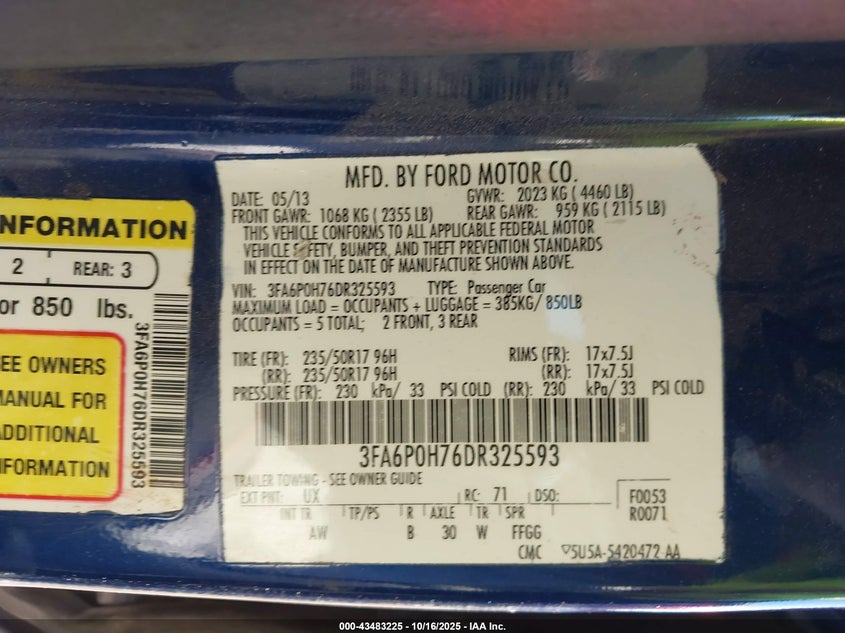 MFD. BY FORD MOTOR CO.
DATE: 05/13 GVWR: 2023 KG ( 4460 LB)
FRONT GAWR: 1068 KG ( 2355 LB) REAR GAWR: 959 KG ( 2115 LB)
THIS VEHICLE CONFORMS TO ALL APPLICABLE FEDERAL MOTOR
VEHICLE SAFETY, BUMPER, AND THEFT PREVENTION STANDARDS
IN EFFECT ON THE DATE OF MANUFACTURE SHOWN ABOVE.
VIN: 3FA6P0H76DR325593 TYPE: Passenger Car
MAXIMUM LOAD = OCCUPANTS + LUGGAGE = 385KG/ 850LB
OCCUPANTS = 5 TOTAL; 2 FRONT, 3 REAR
TIRE (FR): 235/50R17 96H RIMS (FR): 17x7.5J
(RR): 235/50R17 96H (RR): 17x7.5J
PRESSURE (FR): 230 kPa/ 33 PSI COLD (RR): 230 kPa/ 33 PSI COLD
3FA6P0H76DR325593
TRAILER TOWING - SEE OWNER GUIDE
EXT PNT: UX RC: 71 DSO: F0053
R0071
INT TR TP/PS R AXLE TR SPR
AW B 30 W FFGG
CMC 5U5A-5420472 AA
NFORMATION
2 REAR: 3
or 850 lbs.
EE OWNERS
MANUAL FOR
ADDITIONAL
NFORMATION
3FA6P0H76DR325593
000-43483225 - 10/16/2025 - IAA Inc.